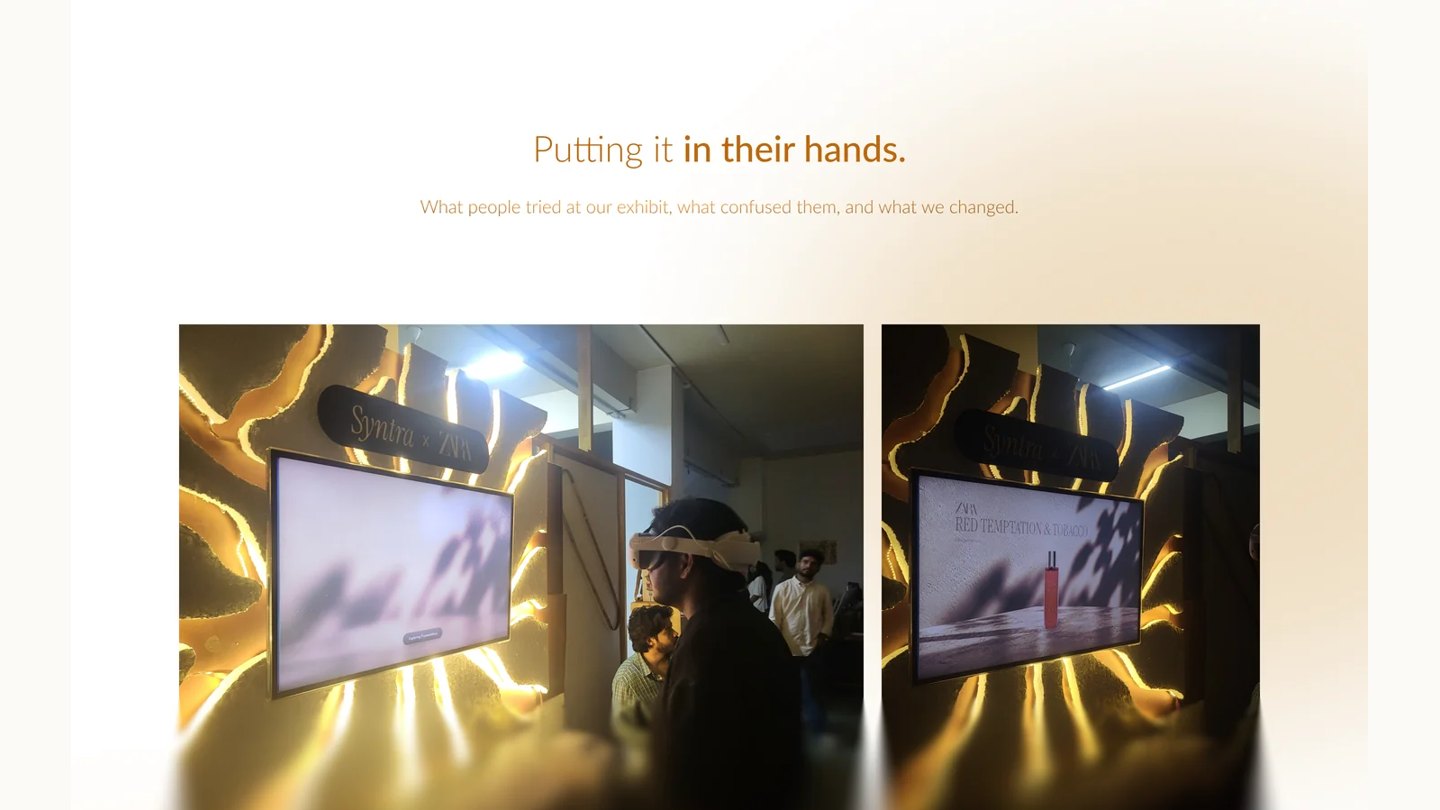 Putting it in their hands.
What people tried at our exhibit, what confused them, and what we changed.
Syntra x ZARA
Syntra x ZARA
ZARA
RED TEMPTATION & TOBACCO